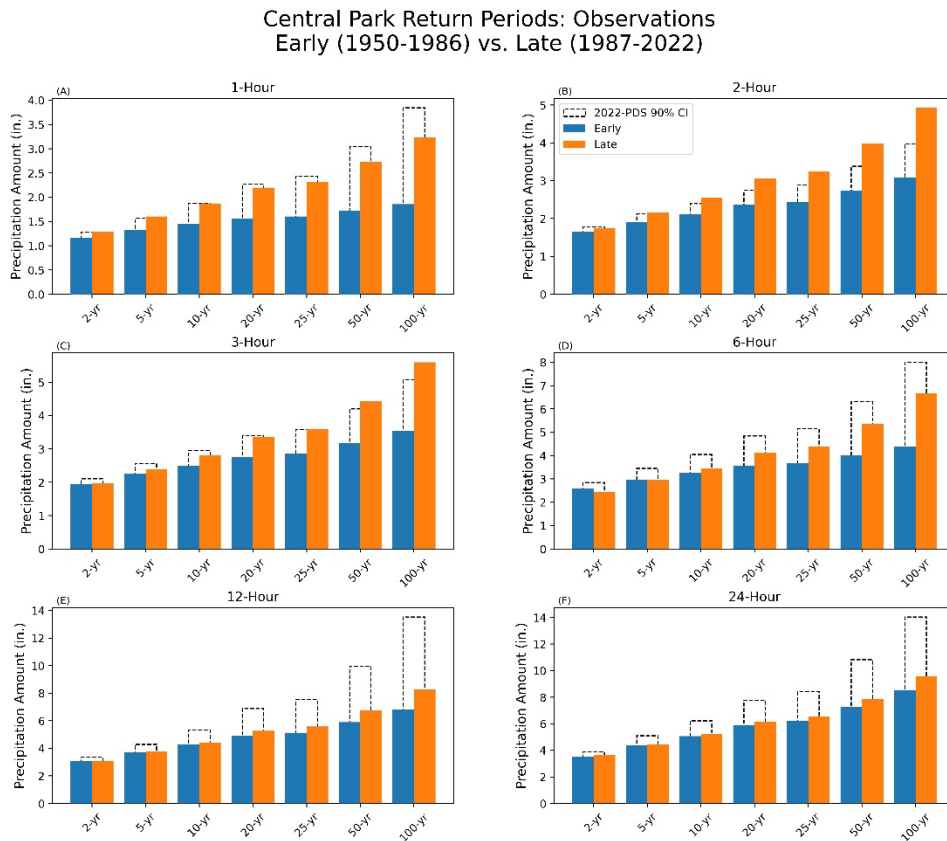 Central Park Return Periods: Observations
Early (1950-1986) vs. Late (1987-2022)
(A)
1-Hour
Precipitation Amount (in.)
4.0
3.5
3.0
2.5
2.0
1.5
1.0
0.5
0.0
2-yr
5-yr
10-yr
20-yr
25-yr
50-yr
100-yr
(B)
2-Hour
2022-PDS 90% CI
Early
Late
Precipitation Amount (in.)
5
4
3
2
1
0
2-yr
5-yr
10-yr
20-yr
25-yr
50-yr
100-yr
(C)
3-Hour
Precipitation Amount (in.)
5
4
3
2
1
0
2-yr
5-yr
10-yr
20-yr
25-yr
50-yr
100-yr
(D)
6-Hour
Precipitation Amount (in.)
8
7
6
5
4
3
2
1
0
2-yr
5-yr
10-yr
20-yr
25-yr
50-yr
100-yr
(E)
12-Hour
Precipitation Amount (in.)
14
12
10
8
6
4
2
0
2-yr
5-yr
10-yr
20-yr
25-yr
50-yr
100-yr
(F)
24-Hour
Precipitation Amount (in.)
14
12
10
8
6
4
2
0
2-yr
5-yr
10-yr
20-yr
25-yr
50-yr
100-yr